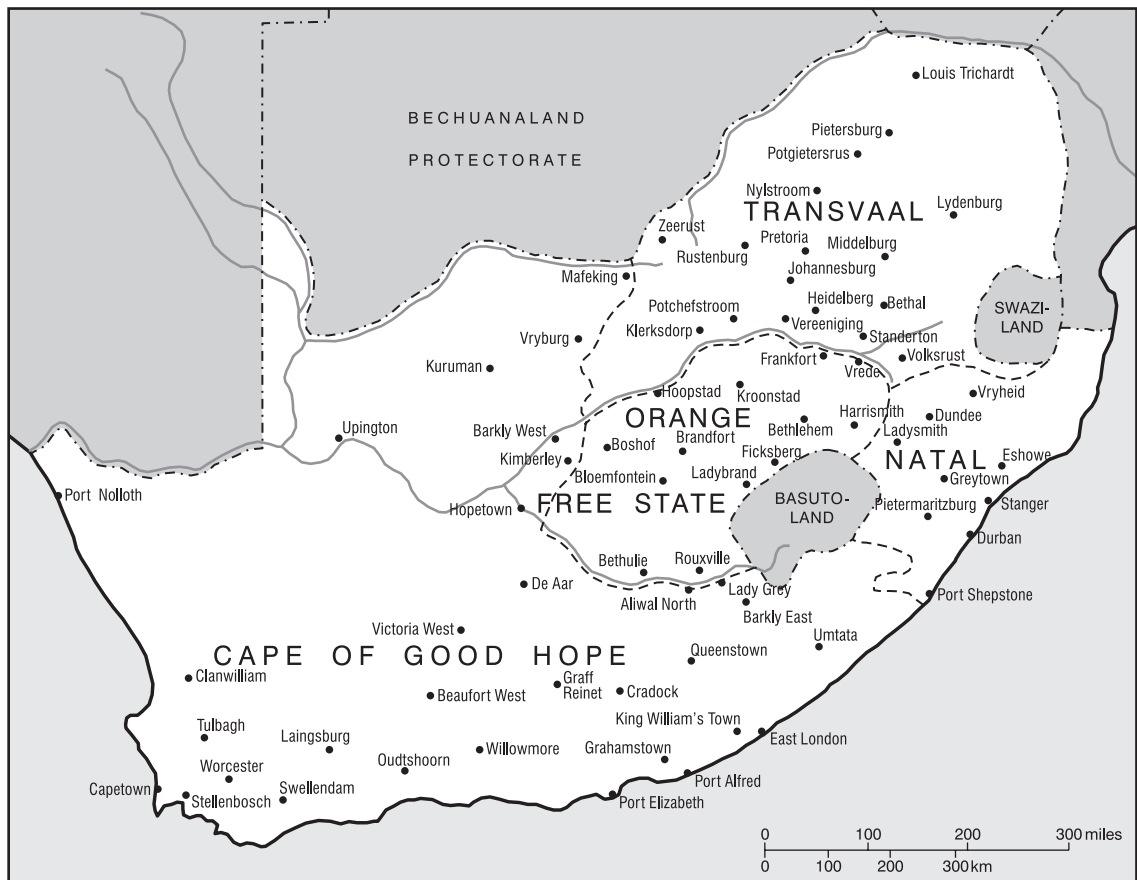 Louis Trichardt
BECHUANALAND
PROTECTORATE
Pietersburg
Potgietersrus
Nylstroom
TRANSVAAL
Lydenburg
Zeerust
Rustenburg
Pretoria
Middelburg
Mafeking
Johannesburg
Potchefstroom
Heidelberg
Bethal
SWAZI-
LAND
Klerksdorp
Vereeniging
Standerton
Vryburg
Kuruman
Frankfort
Vrede
Volksrust
Hoopstad
Kroonstad
Vryheid
ORANGE
Harrismith
Dundee
Upington
Barkly West
Boshof
Brandfort
Bethlehem
Ladysmith
Kimberley
Ficksberg
NATAL
Eshowe
Bloemfontein
Ladybrand
Greytown
Port Nolloth
Hopetown
FREE STATE
BASUTO-
LAND
Pietermaritzburg
Stanger
Durban
Bethulie
Rouxville
De Aar
Aliwal North
Lady Grey
Port Shepstone
Barkly East
Victoria West
Umtata
CAPE OF GOOD HOPE
Queenstown
Clanwilliam
Graff
Reinet
Beaufort West
Cradock
Tulbagh
Laingsburg
King William's Town
East London
Willowmore
Grahamstown
Oudtshoorn
Worcester
Port Alfred
Capetown
Stellenbosch
Swellendam
Port Elizabeth
0 100 200 300 miles
0 100 200 300 km